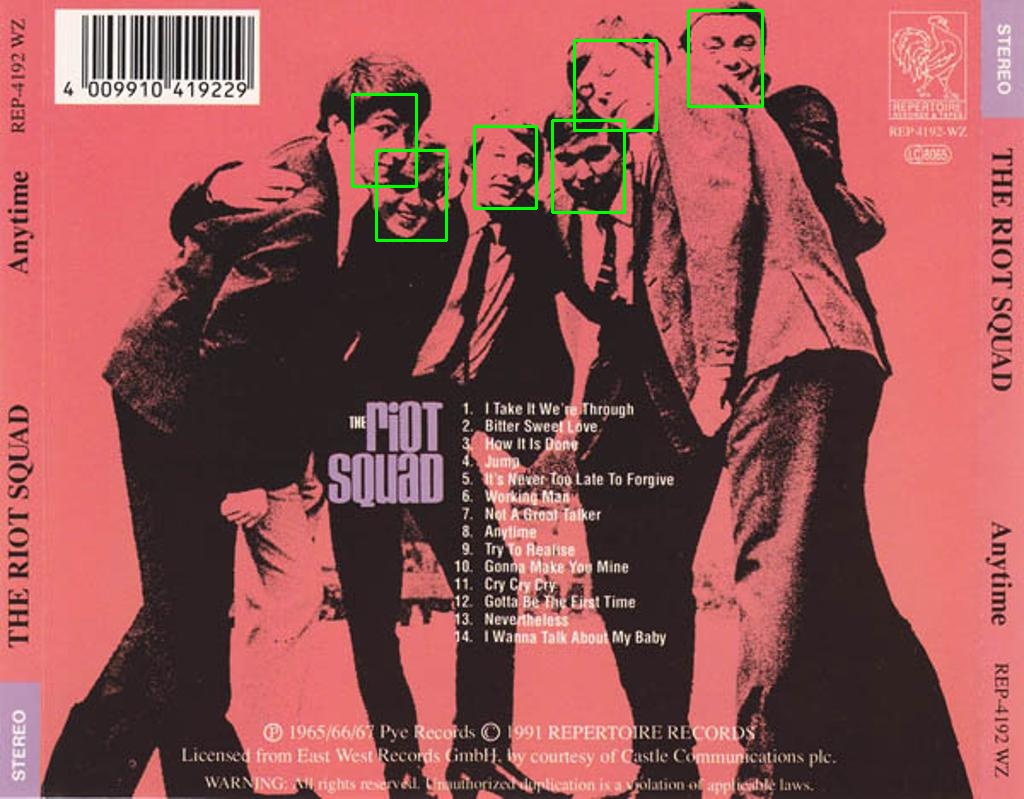 4 009910 419229
REP-4192 WZ
Anytime
THE RIOT SQUAD
STEREO
REPERTOIRE
RECORDS & TAPES
REP 4192-WZ
LC 8065
STEREO
THE RIOT SQUAD
Anytime
REP-4192 WZ
THE RIOT
SQUAD
1. I Take It We're Through
2. Bitter Sweet Love
3. How It Is Done
4. Jump
5. It's Never Too Late To Forgive
6. Working Man
7. Not A Great Talker
8. Anytime
9. Try To Realise
10. Gonna Make You Mine
11. Cry Cry Cry
12. Gotta Be The First Time
13. Nevertheless
14. I Wanna Talk About My Baby
Ⓟ 1965/66/67 Pye Records © 1991 REPERTOIRE RECORDS
Licensed from East West Records GmbH. by courtesy of Castle Communications plc.
WARNING: All rights reserved. Unauthorized duplication is a violation of applicable laws.